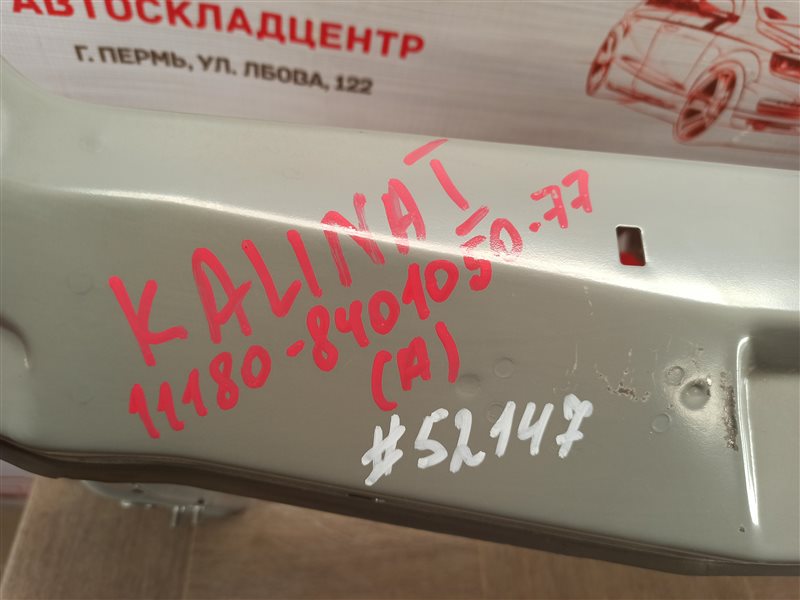 АВТОСКЛАДЦЕНТР
Г. ПЕРМЬ, УЛ. ЛБОВА, 122
KALINA I
11180-8401050-77
(A)
#52147